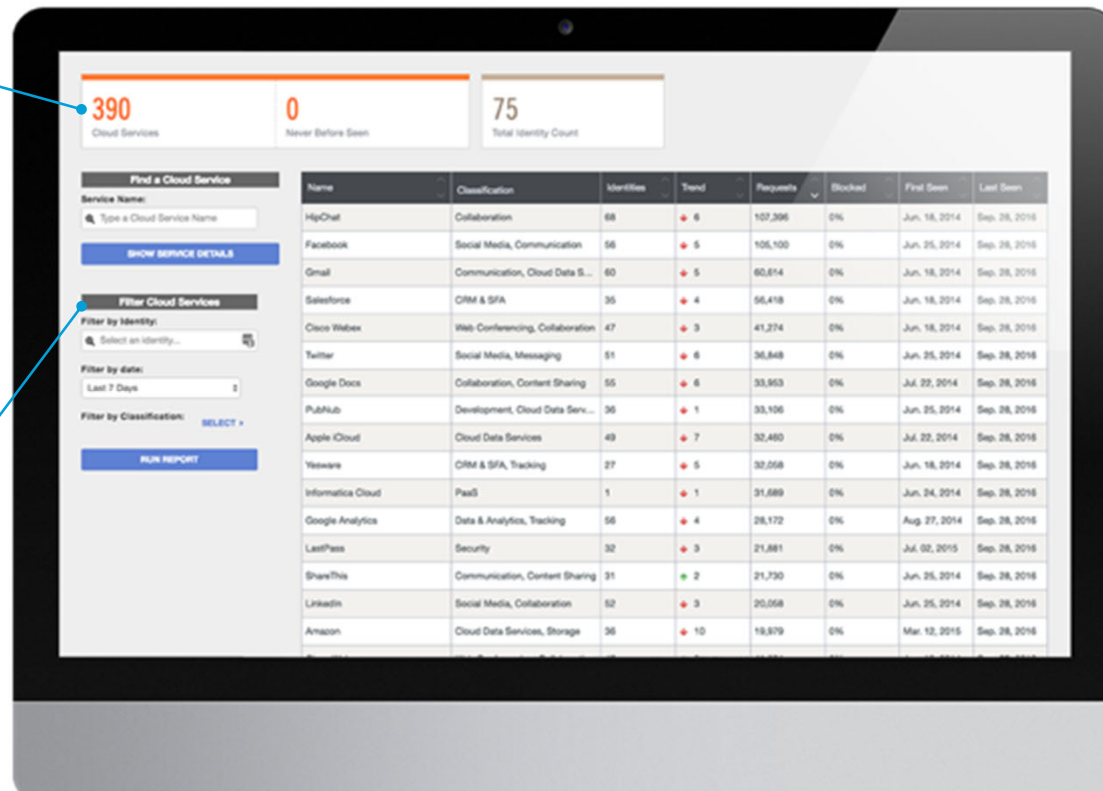 390
Cloud Services
0
Never Before Seen
75
Total Identity Count
Find a Cloud Service
Service Name:
Type a Cloud Service Name
SHOW SERVICE DETAILS
Filter Cloud Services
Filter by Identity:
Select an identity...
Filter by date:
Last 7 Days
Filter by Classification: SELECT
RUN REPORT
Name Classification Identities Trend Requests Blocked First Seen Last Seen
HipChat Collaboration 68 6 107,396 0% Jun. 18, 2014 Sep. 28, 2016
Facebook Social Media, Communication 56 5 105,100 0% Jun. 25, 2014 Sep. 28, 2016
Gmail Communication, Cloud Data S... 60 5 60,614 0% Jun. 18, 2014 Sep. 28, 2016
Salesforce CRM & SFA 35 4 56,418 0% Jun. 18, 2014 Sep. 28, 2016
Cisco Webex Web Conferencing, Collaboration 47 3 41,274 0% Jun. 18, 2014 Sep. 28, 2016
Twitter Social Media, Messaging 51 6 36,848 0% Jun. 25, 2014 Sep. 28, 2016
Google Docs Collaboration, Content Sharing 55 6 33,953 0% Jul. 22, 2014 Sep. 28, 2016
PubNub Development, Cloud Data Serv... 36 1 33,106 0% Jun. 25, 2014 Sep. 28, 2016
Apple iCloud Cloud Data Services 49 7 32,460 0% Jul. 22, 2014 Sep. 28, 2016
Yesware CRM & SFA, Tracking 27 5 32,058 0% Jun. 18, 2014 Sep. 28, 2016
Informatica Cloud PaaS 1 1 31,689 0% Jun. 24, 2014 Sep. 28, 2016
Google Analytics Data & Analytics, Tracking 56 4 28,172 0% Aug. 27, 2014 Sep. 28, 2016
LastPass Security 32 3 21,881 0% Jul. 02, 2015 Sep. 28, 2016
ShareThis Communication, Content Sharing 31 2 21,730 0% Jun. 25, 2014 Sep. 28, 2016
LinkedIn Social Media, Collaboration 52 3 20,058 0% Jun. 25, 2014 Sep. 28, 2016
Amazon Cloud Data Services, Storage 36 10 19,979 0% Mar. 12, 2015 Sep. 28, 2016